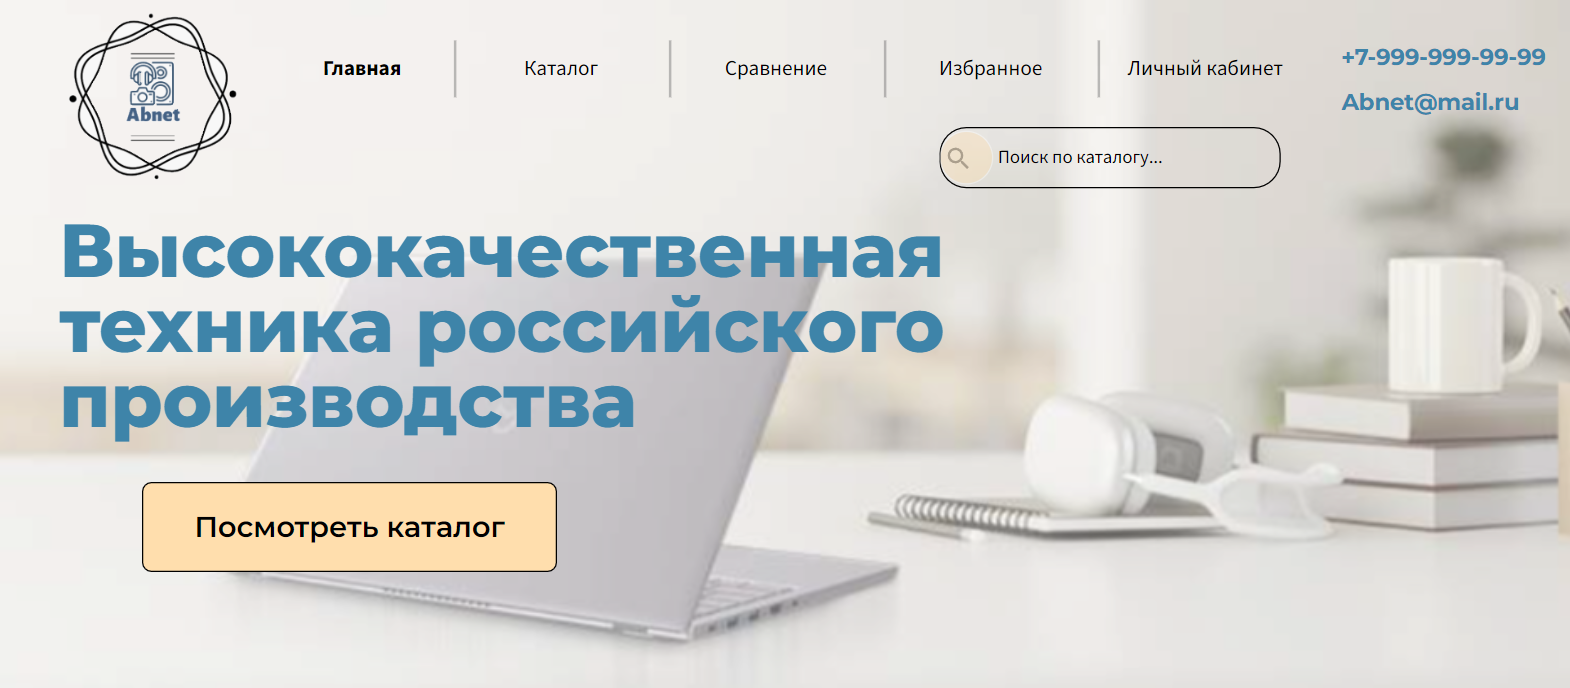 Abnet
Главная
Каталог
Сравнение
Избранное
Личный кабинет
+7-999-999-99-99
Abnet@mail.ru
Поиск по каталогу...
Высококачественная
техника российского
производства
Посмотреть каталог